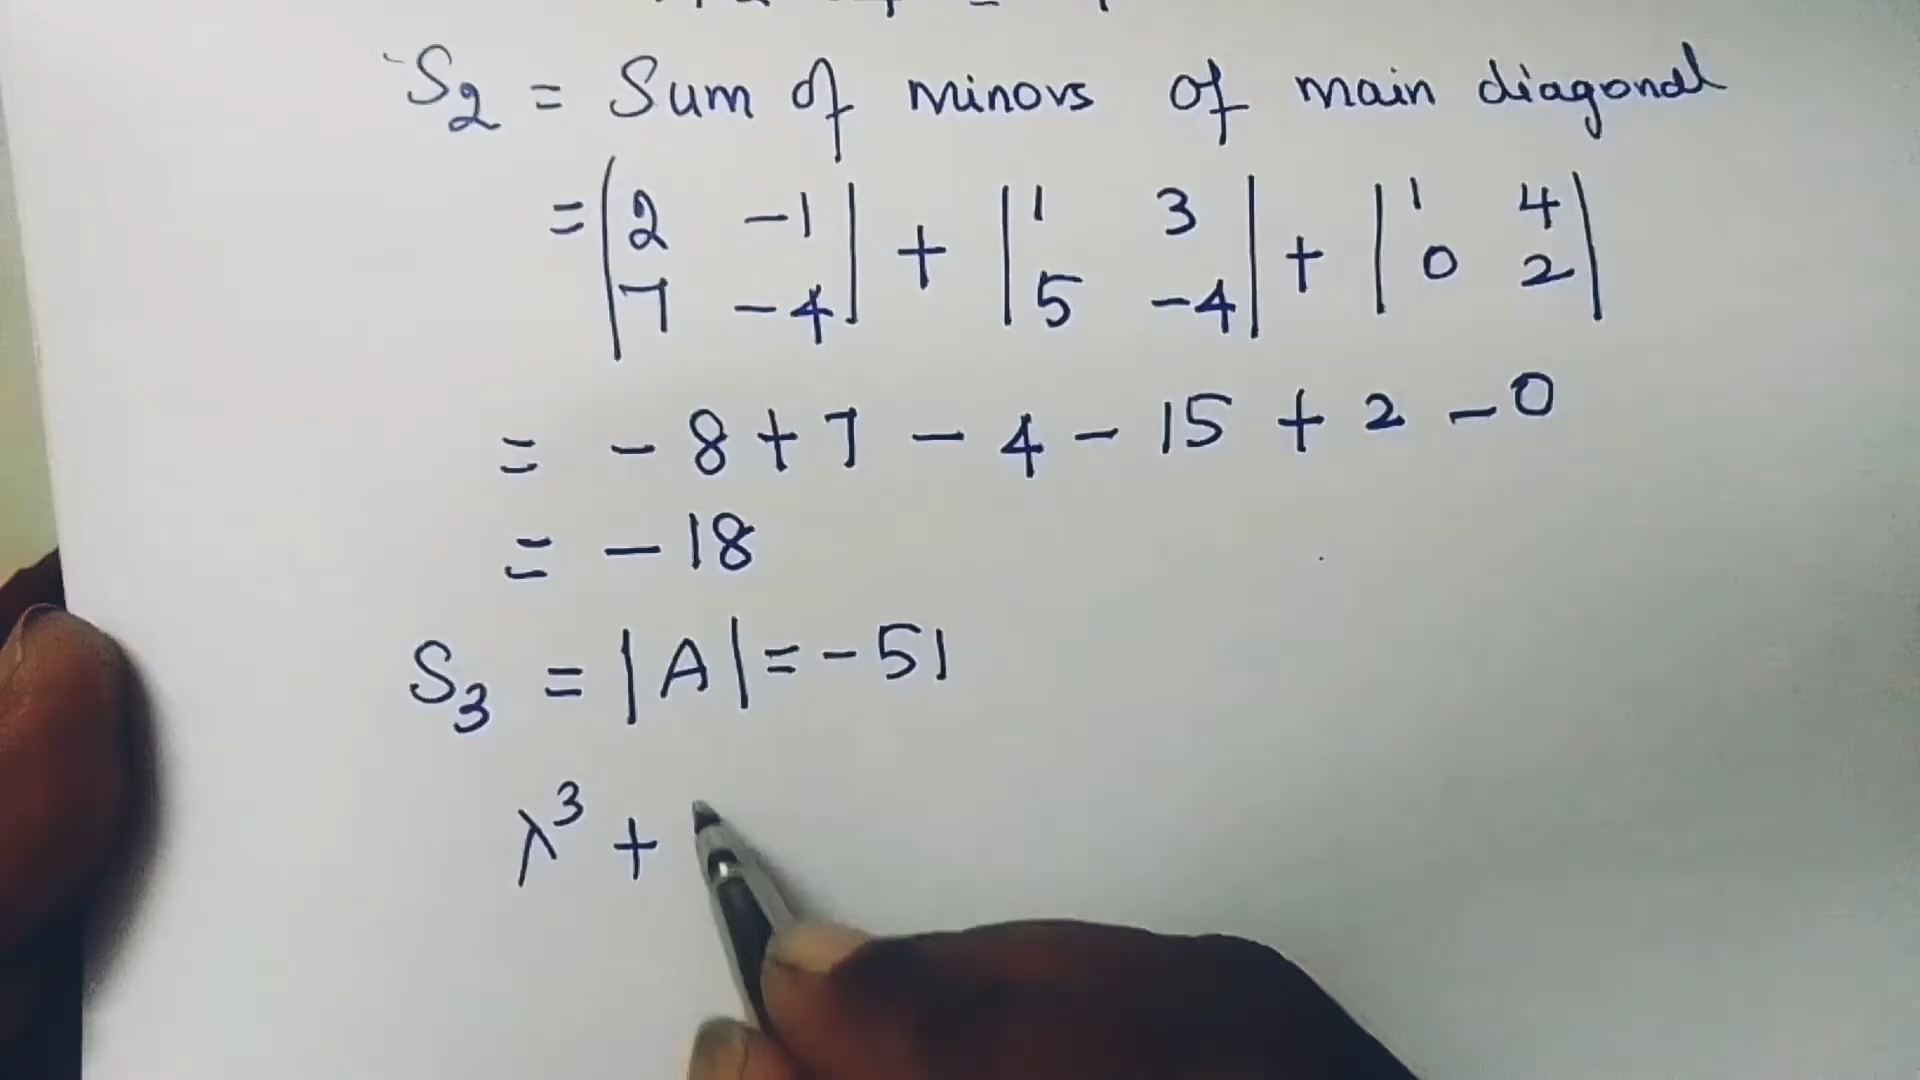 S2 = Sum of minors of main diagonal
= |2 -1| + |1 3| + |1 4|
|7 -4| |5 -4| |0 2|
= - 8 + 7 - 4 - 15 + 2 - 0
= - 18
S3 = |A| = - 51
λ³ +